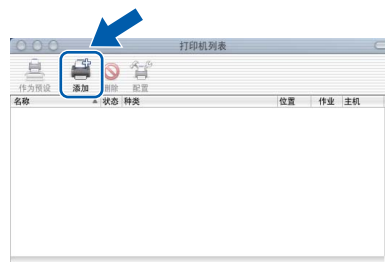 打印机列表
作为预设 添加 删除 配置
名称 状态 种类 位置 作业 主机